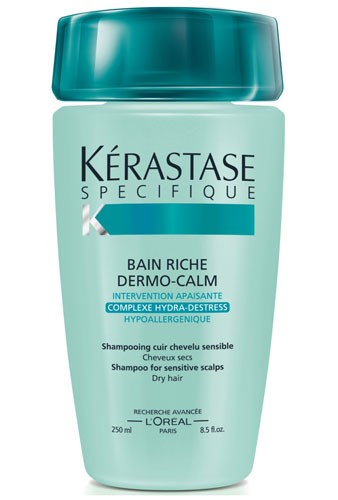 KÉRASTASE
SPECIFIQUE
K
BAIN RICHE
DERMO-CALM
INTERVENTION APAISANTE
COMPLEXE HYDRA-DESTRESS
HYPOALLERGENIQUE
Shampooing cuir chevelu sensible
Cheveux secs
Shampoo for sensitive scalps
Dry hair
RECHERCHE AVANCÉE
250 ml L'ORÉAL 8.5 fl.oz.
PARIS